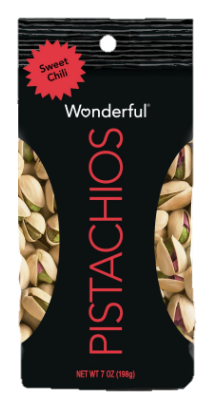 Sweet
Chili
Wonderful®
PISTACHIOS
NET WT 7 OZ (198g)